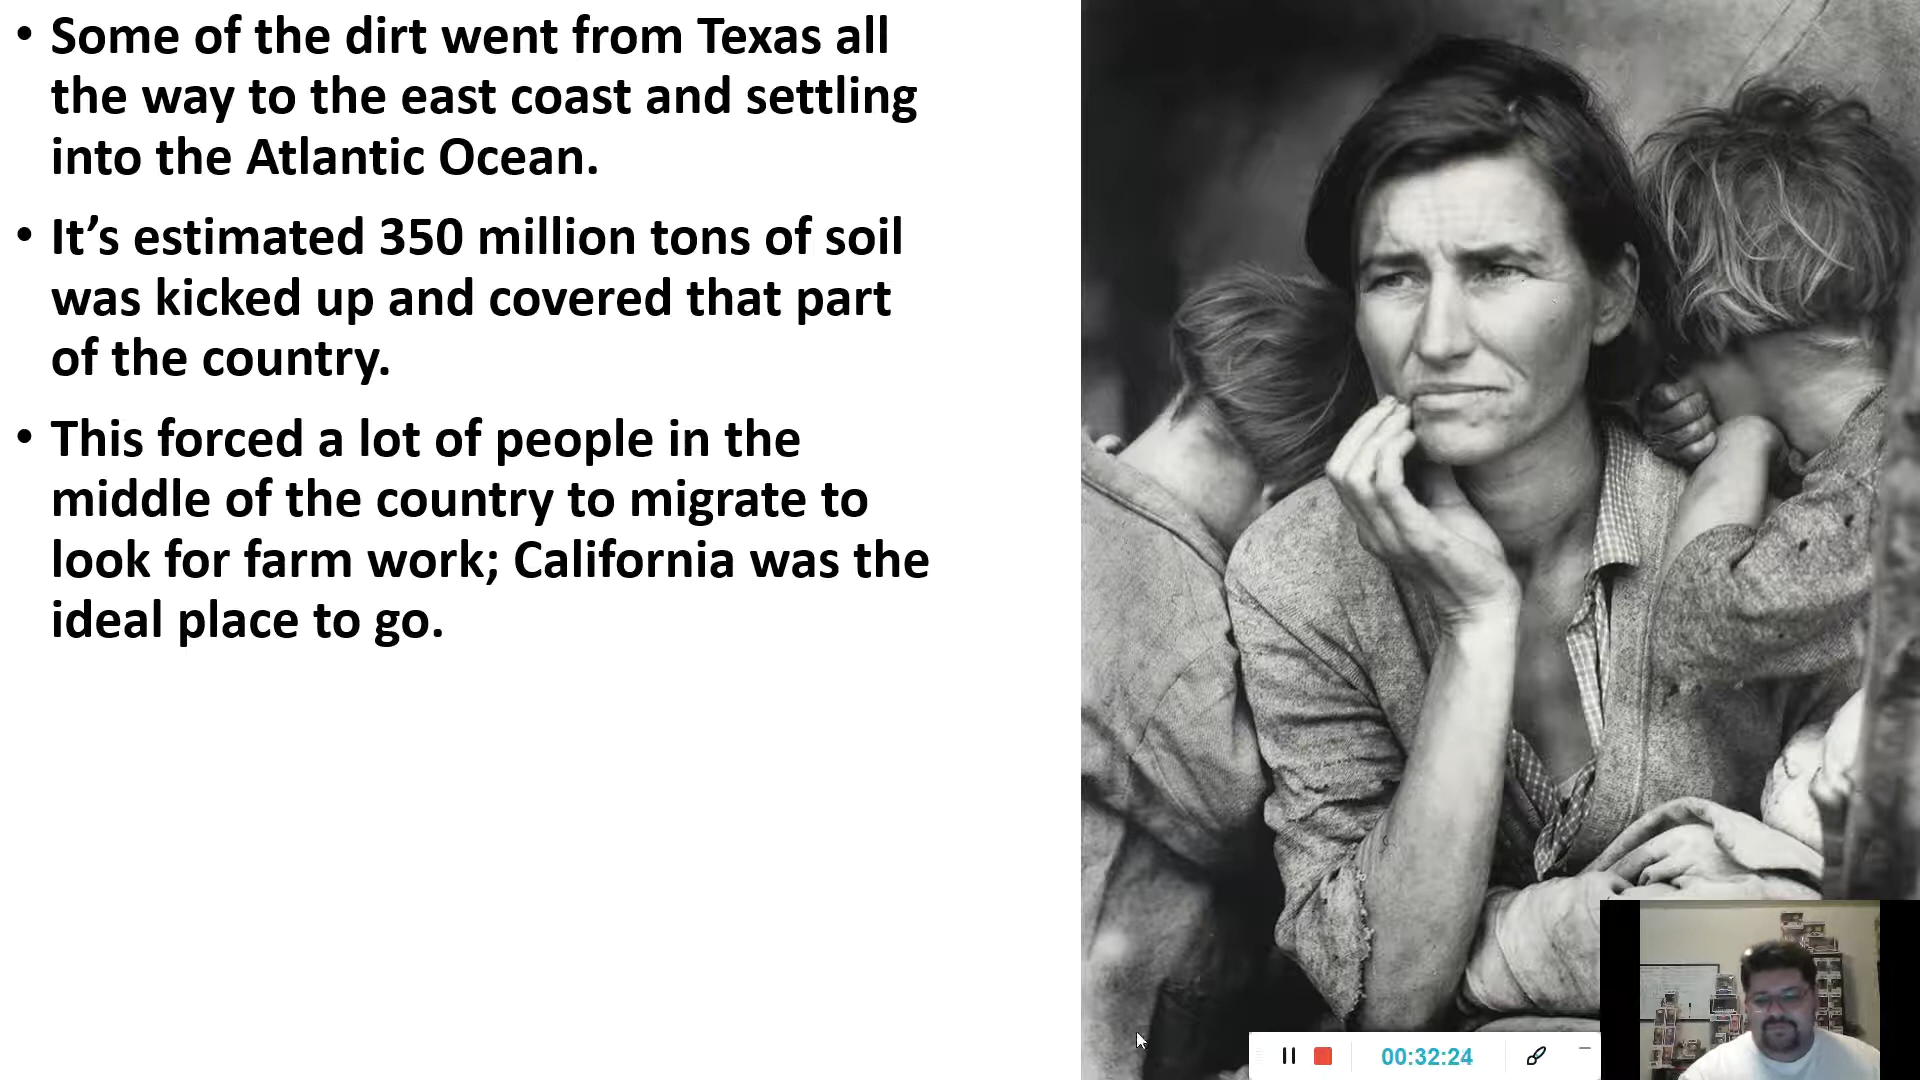 • Some of the dirt went from Texas all
the way to the east coast and settling
into the Atlantic Ocean.
• It’s estimated 350 million tons of soil
was kicked up and covered that part
of the country.
• This forced a lot of people in the
middle of the country to migrate to
look for farm work; California was the
ideal place to go.
00:32:24